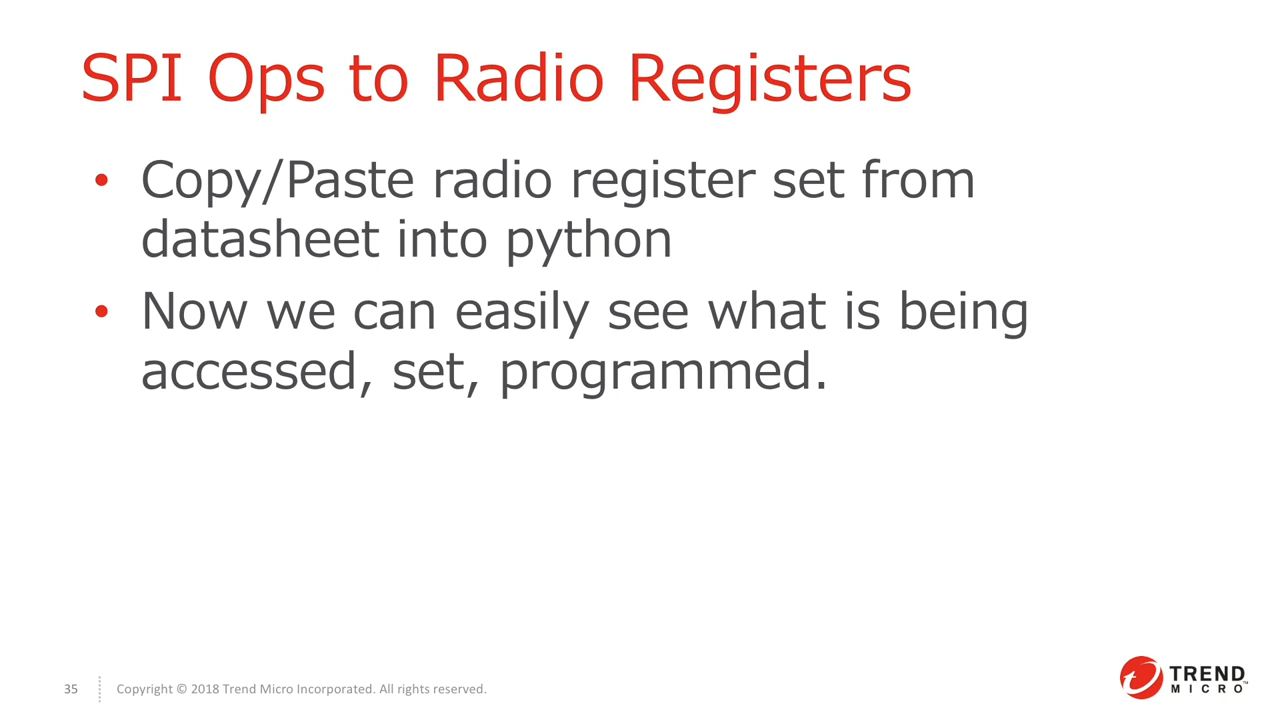 SPI Ops to Radio Registers
• Copy/Paste radio register set from
datasheet into python
• Now we can easily see what is being
accessed, set, programmed.
35
Copyright © 2018 Trend Micro Incorporated. All rights reserved.
TREND
MICRO™